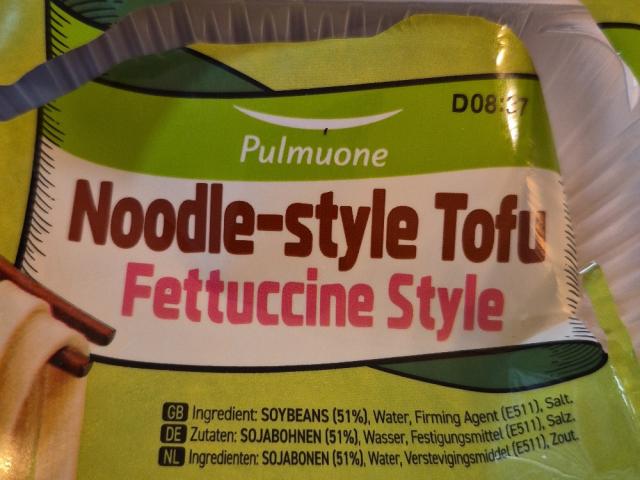 D08:37
Pulmuone
Noodle-style Tofu
Fettuccine Style
GB Ingredient: SOYBEANS (51%), Water, Firming Agent (E511), Salt.
DE Zutaten: SOJABOHNEN (51%), Wasser, Festigungsmittel (E511), Salz.
NL Ingredienten: SOJABONEN (51%), Water, Verstevigingsmiddel (E511), Zout.